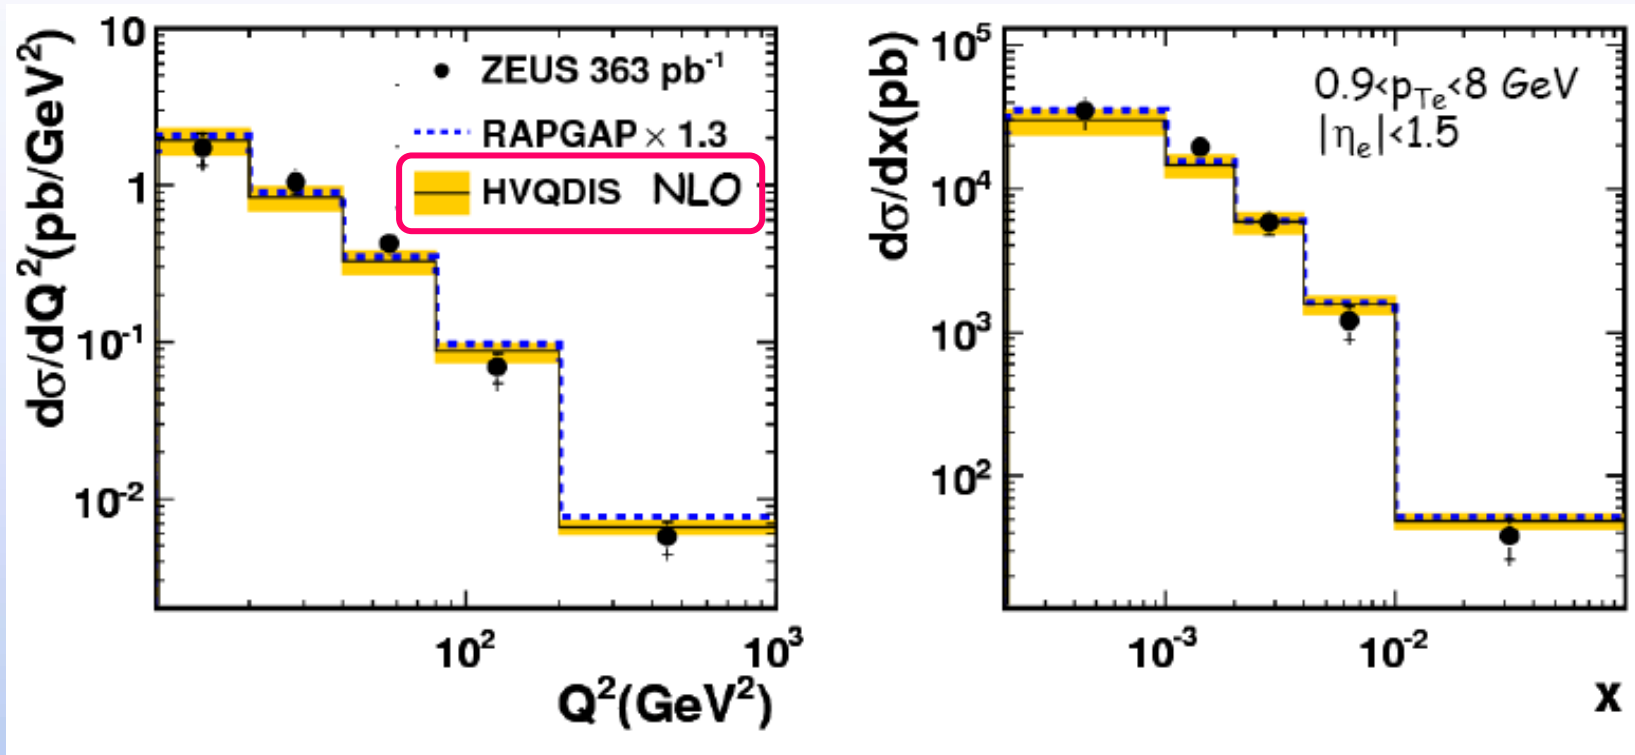 dσ/dQ²(pb/GeV²)
10
1
10⁻¹
10⁻²
ZEUS 363 pb⁻¹
RAPGAP × 1.3
HVQDIS NLO
10²
10³
Q²(GeV²)
dσ/dx(pb)
10⁵
10⁴
10³
10²
0.9<p_Te<8 GeV
|η_e|<1.5
10⁻³
10⁻²
x